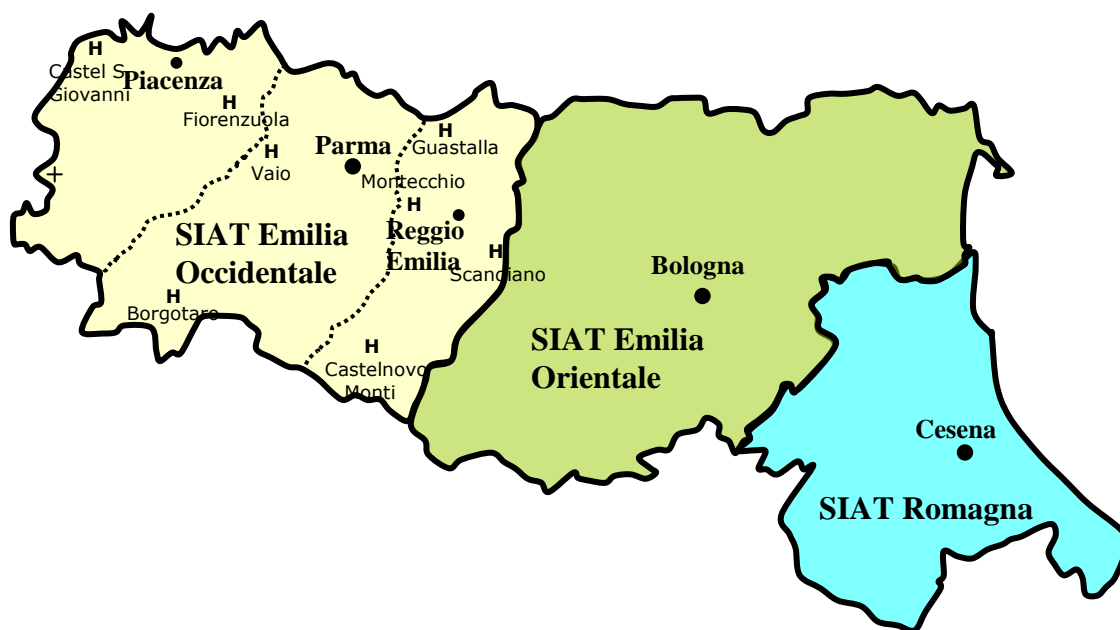 H
Castel S.
Giovanni
Piacenza
H
Fiorenzuola
H
Vaio
Parma
H
Guastalla
Montecchio
H
Reggio
Emilia
H
Scandiano
SIAT Emilia
Occidentale
H
Borgotaro
H
Castelnovo
Monti
Bologna
SIAT Emilia
Orientale
Cesena
SIAT Romagna